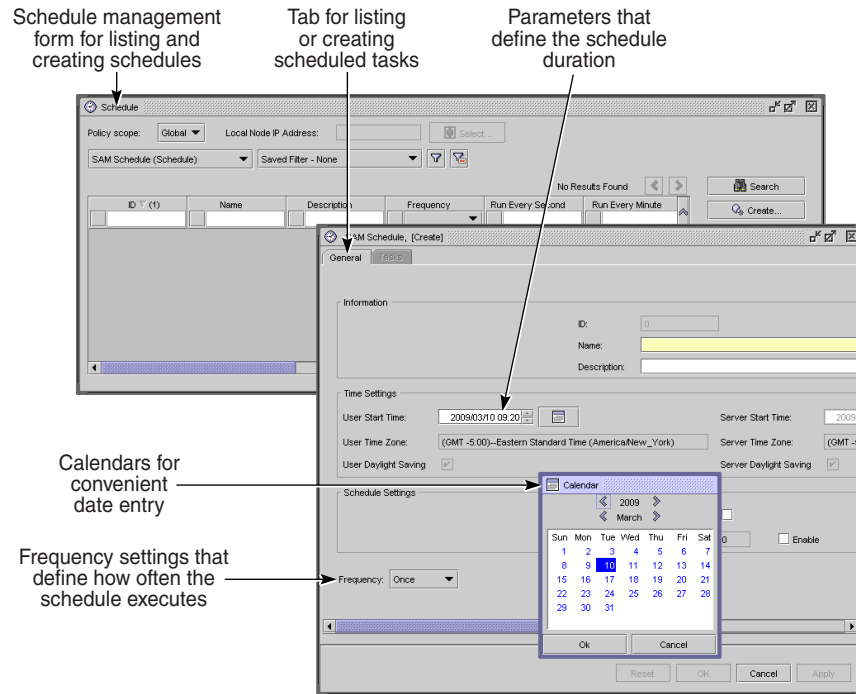 Schedule management
form for listing and
creating schedules
Tab for listing
or creating
scheduled tasks
Parameters that
define the schedule
duration
Schedule
Policy scope: Global Local Node IP Address: Select...
SAM Schedule (Schedule) Saved Filter - None
No Results Found Search
ID (1) Name Description Frequency Run Every Second Run Every Minute Create...
SAM Schedule, [Create]
General Tasks
Information
ID: 0
Name:
Description:
Time Settings
User Start Time: 2009/03/10 09:20 Server Start Time: 2009
User Time Zone: (GMT -5:00)--Eastern Standard Time (America/New_York) Server Time Zone: (GMT -
User Daylight Saving Server Daylight Saving
Calendars for
convenient
date entry
Schedule Settings
Calendar
2009
March
Sun Mon Tue Wed Thu Fri Sat
1 2 3 4 5 6 7
8 9 10 11 12 13 14
15 16 17 18 19 20 21
22 23 24 25 26 27 28
29 30 31
Ok Cancel
0 Enable
Frequency settings that
define how often the
schedule executes
Frequency: Once
Reset OK Cancel Apply